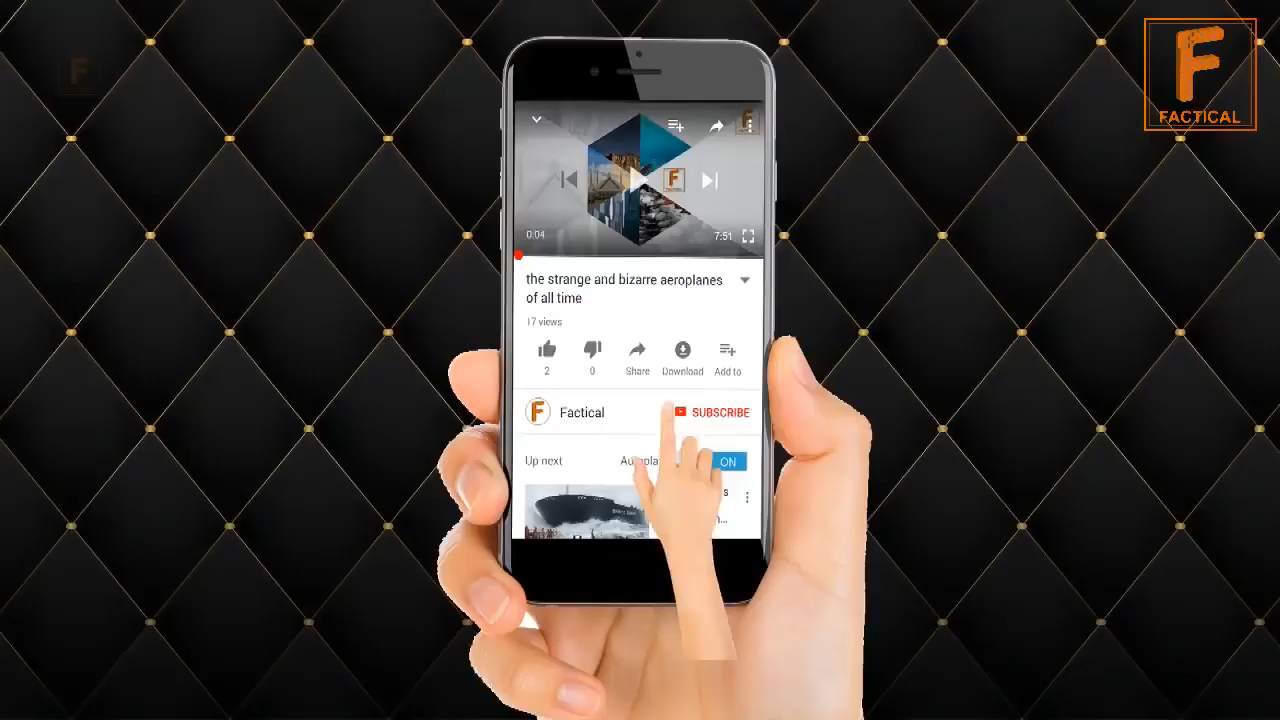 F
FACTICAL
F
F
0:04
7:51
the strange and bizarre aeroplanes
of all time
17 views
2
0
Share
Download
Add to
F
Factical
SUBSCRIBE
Up next
ON